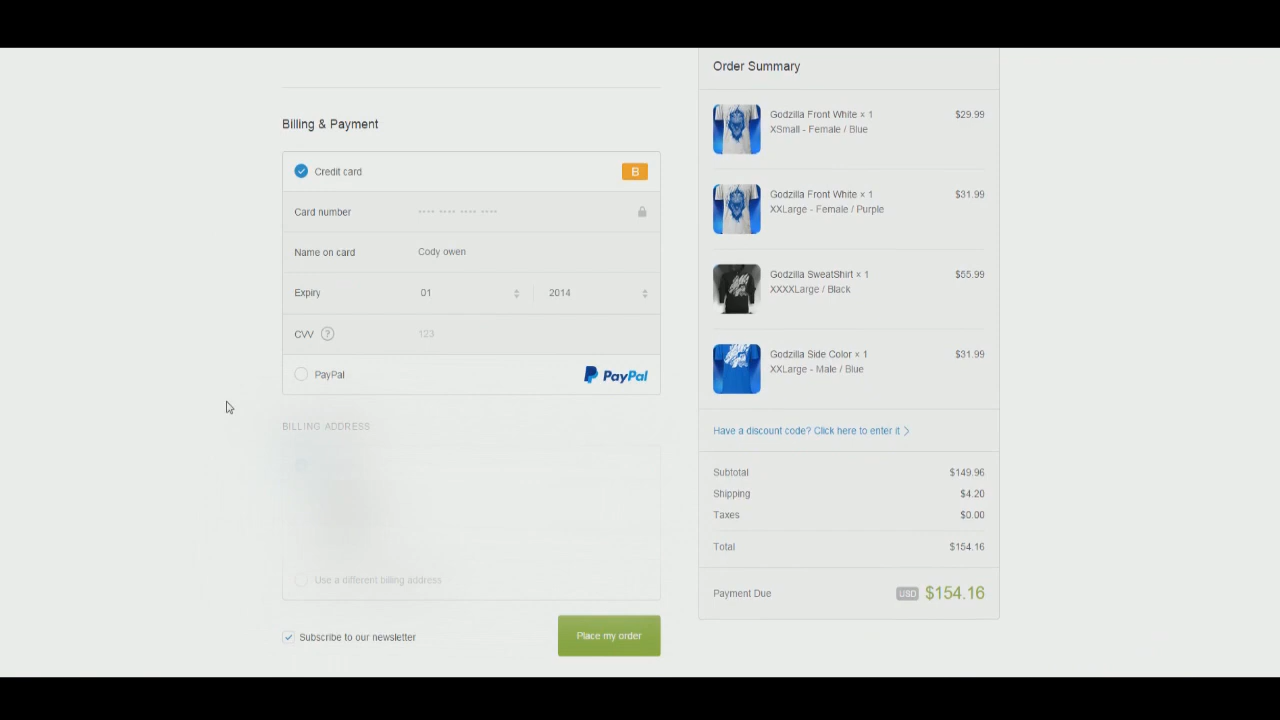 Billing & Payment
Credit card B
Card number •••• •••• •••• ••••
Name on card Cody owen
Expiry 01 2014
CVV ? 123
PayPal PayPal
BILLING ADDRESS
Use a different billing address
Subscribe to our newsletter
Place my order
Order Summary
Godzilla Front White × 1 $29.99
XSmall - Female / Blue
Godzilla Front White × 1 $31.99
XXLarge - Female / Purple
Godzilla SweatShirt × 1 $55.99
XXXXLarge / Black
Godzilla Side Color × 1 $31.99
XXLarge - Male / Blue
Have a discount code? Click here to enter it >
Subtotal $149.96
Shipping $4.20
Taxes $0.00
Total $154.16
Payment Due USD $154.16